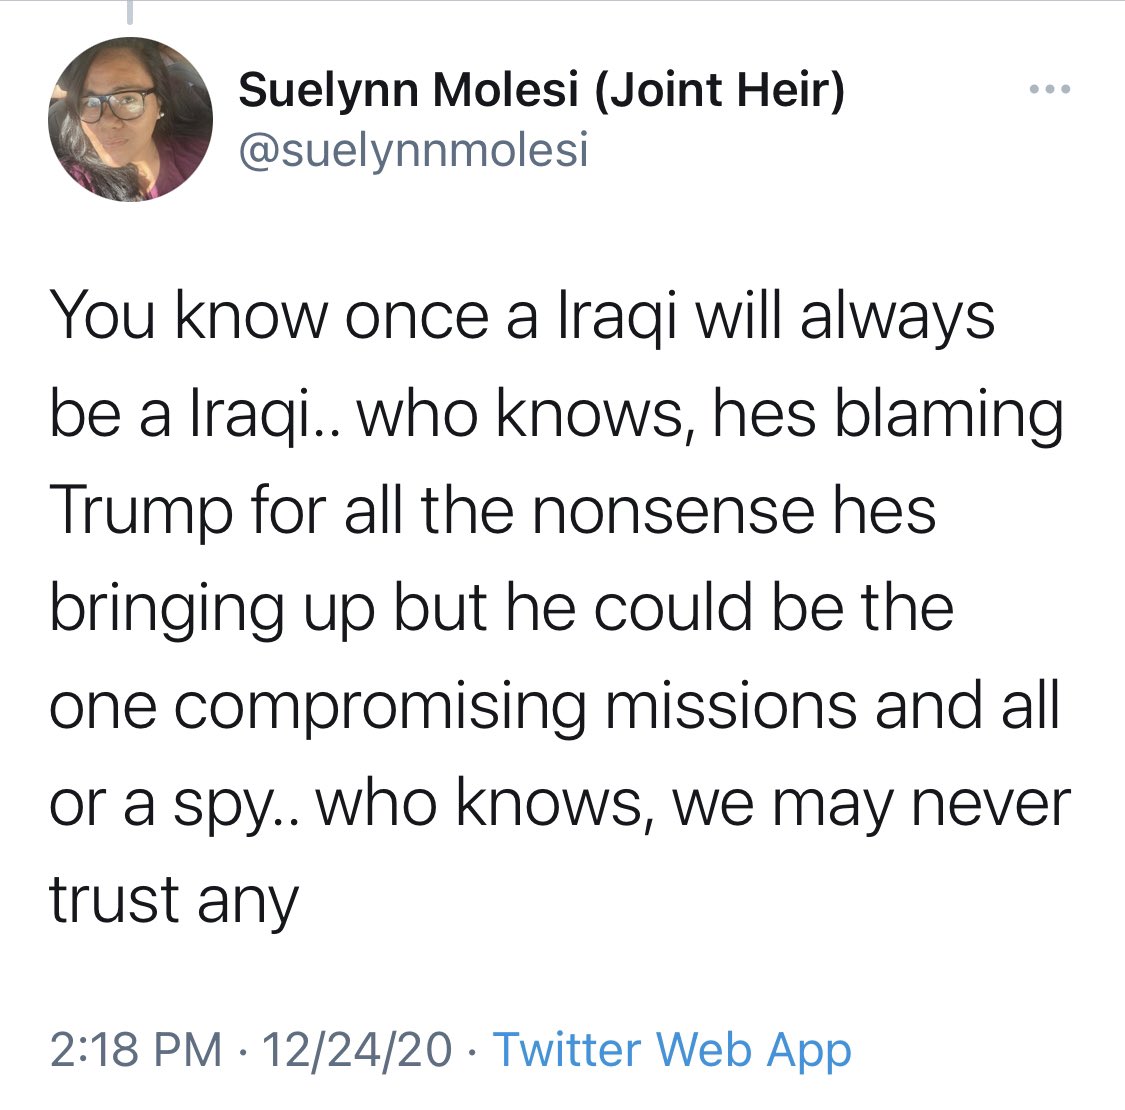 Suelynn Molesi (Joint Heir)
@suelynnmolesi
You know once a Iraqi will always
be a Iraqi.. who knows, hes blaming
Trump for all the nonsense hes
bringing up but he could be the
one compromising missions and all
or a spy.. who knows, we may never
trust any
2:18 PM · 12/24/20 · Twitter Web App